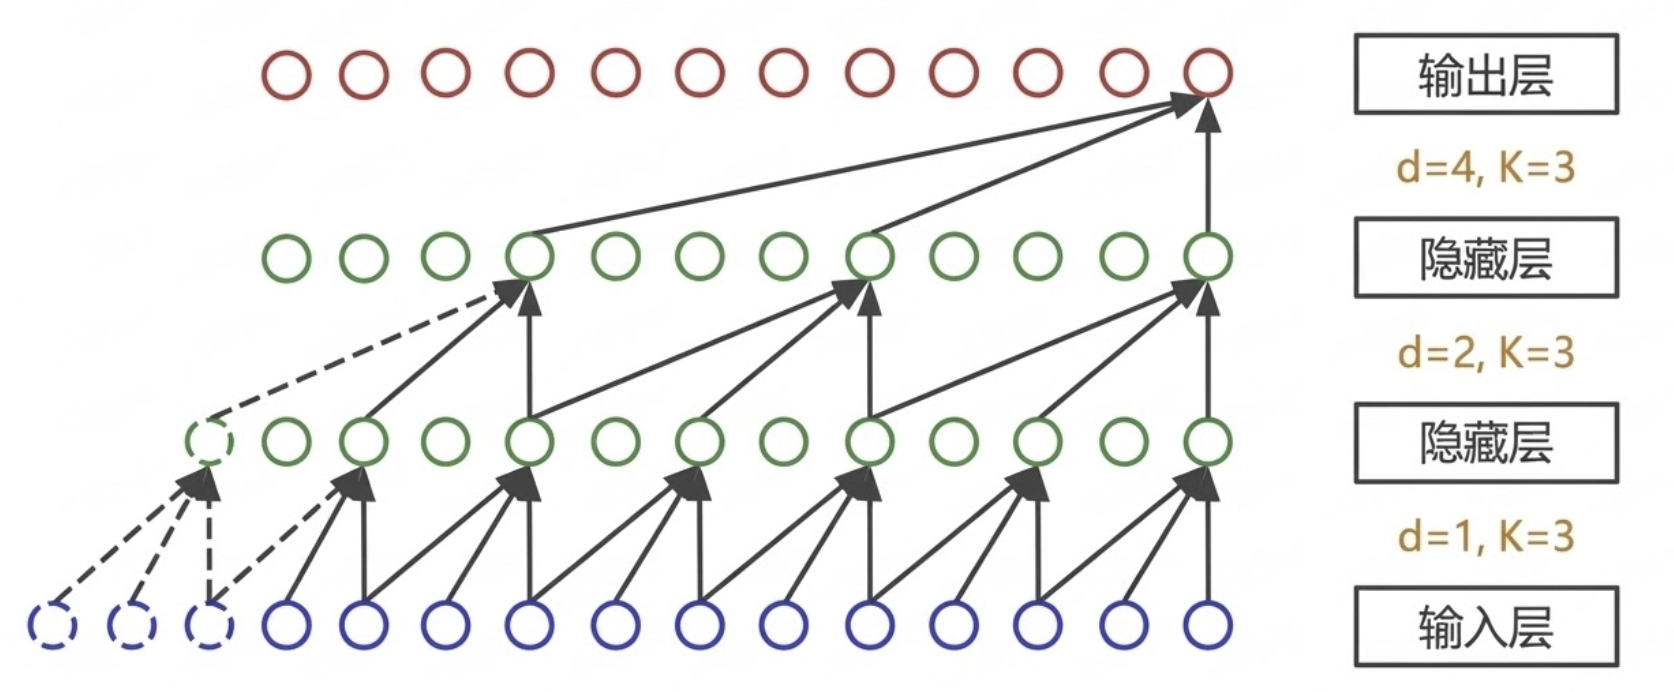 输出层
d=4, K=3
隐藏层
d=2, K=3
隐藏层
d=1, K=3
输入层